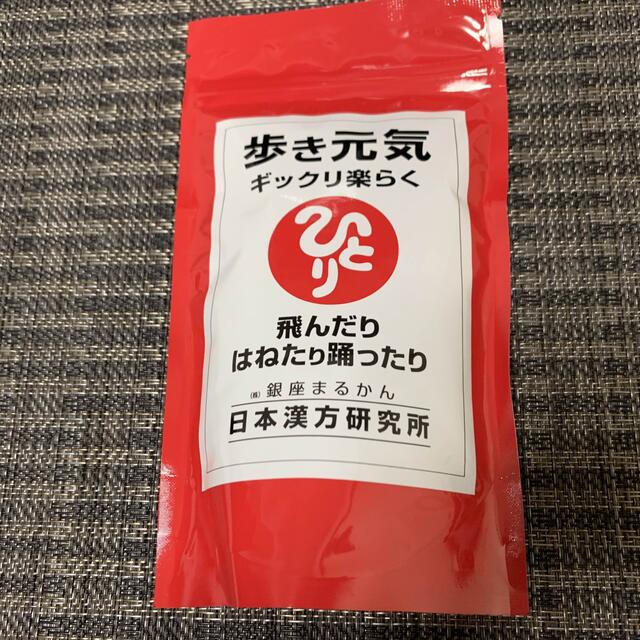 歩き元気
ギックリ楽らく
ひとり
飛んだり
はねたり踊ったり
(株)銀座まるかん
日本漢方研究所